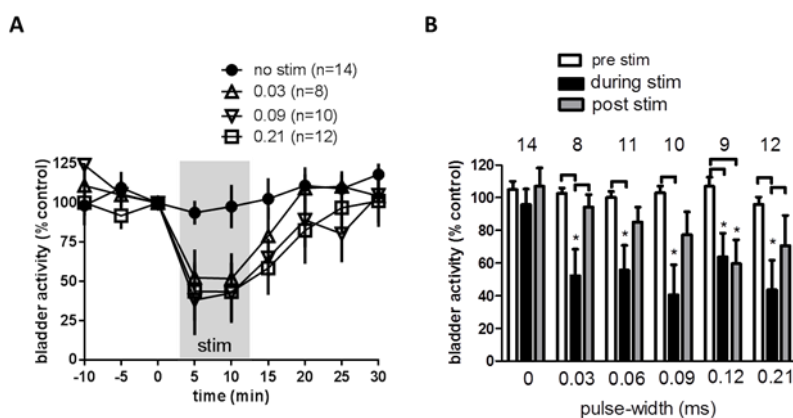 A
no stim (n=14)
0.03 (n=8)
0.09 (n=10)
0.21 (n=12)
bladder activity (% control)
125
100
75
50
25
0
stim
-10 -5 0 5 10 15 20 25 30
time (min)
B
pre stim
during stim
post stim
14 8 11 10 9 12
bladder activity (% control)
120
100
80
60
40
20
0
* * * * * *
0 0.03 0.06 0.09 0.12 0.21
pulse-width (ms)